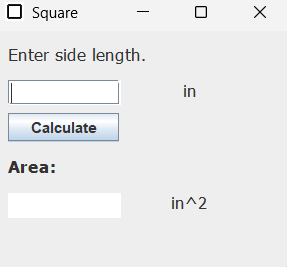 Square
Enter side length.
in
Calculate
Area:
in^2